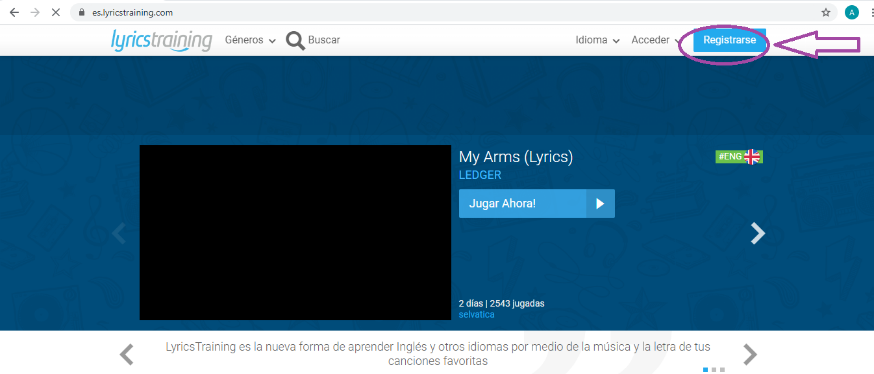 es.lyricstraining.com
A
lyricstraining
Géneros
Buscar
Idioma
Acceder
Registrarse
My Arms (Lyrics)
#ENG
LEDGER
Jugar Ahora!
2 días | 2543 jugadas
selvatica
LyricsTraining es la nueva forma de aprender Inglés y otros idiomas por medio de la música y la letra de tus
canciones favoritas